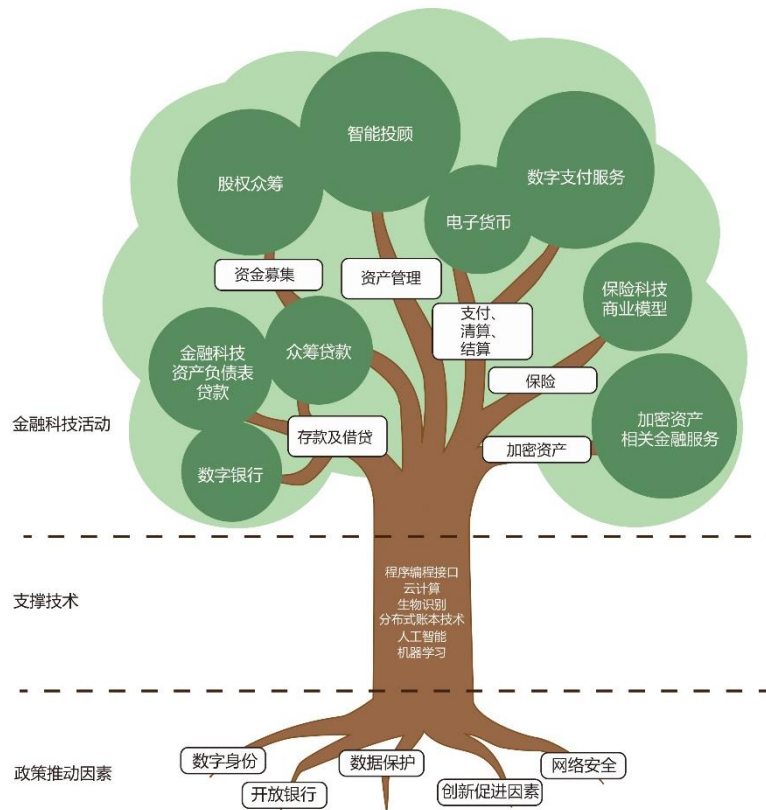 智能投顾
股权众筹
数字支付服务
电子货币
资金募集
资产管理
保险科技
商业模型
支付、
清算、
结算
众筹贷款
金融科技
资产负债表
贷款
保险
金融科技活动
存款及借贷
加密资产
相关金融服务
加密资产
数字银行
程序编程接口
云计算
生物识别
分布式账本技术
人工智能
机器学习
支撑技术
数字身份
数据保护
网络安全
政策推动因素
开放银行
创新促进因素